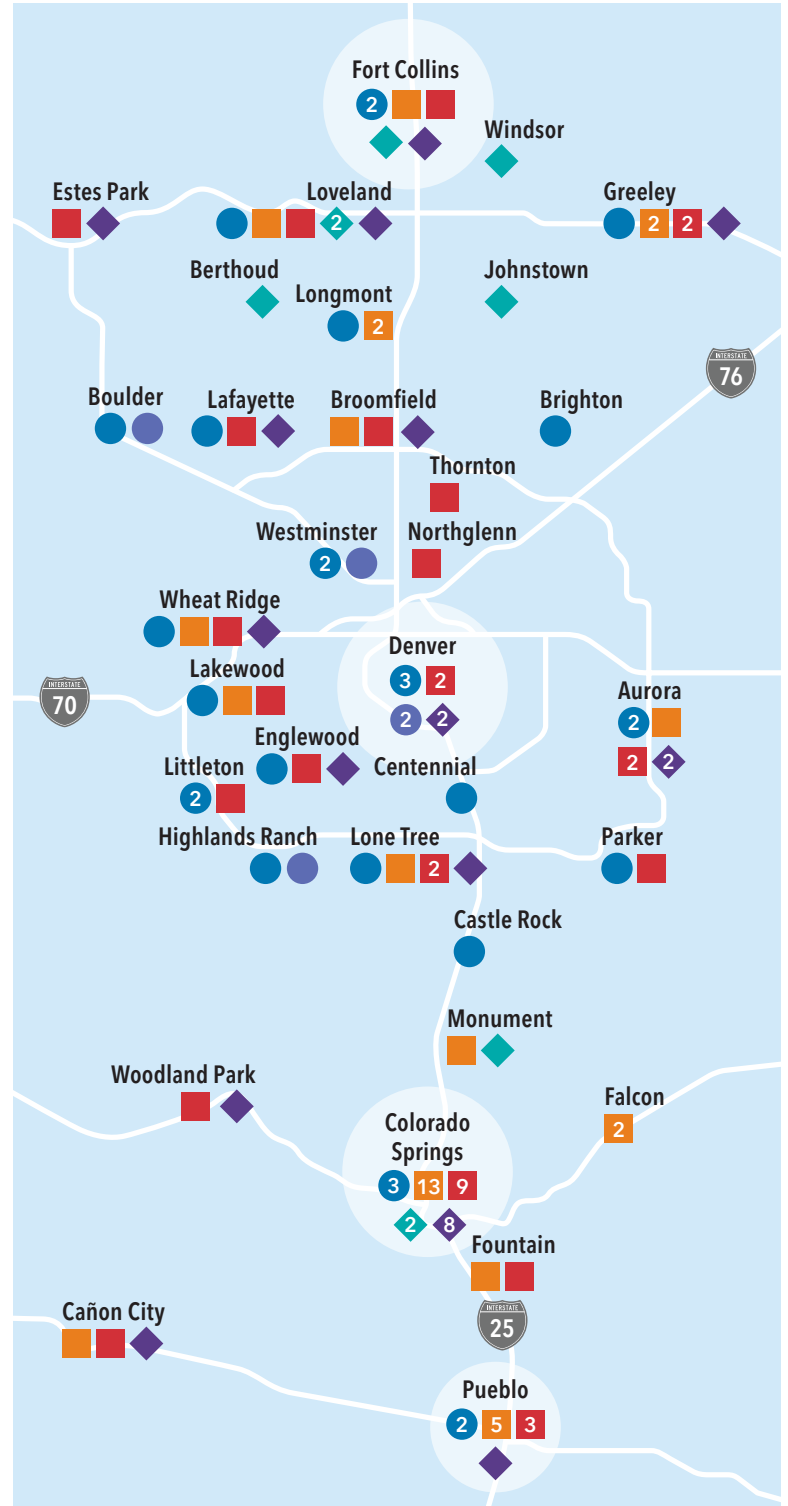 Fort Collins
2
Windsor
Estes Park
Loveland
2
Greeley
2 2
Berthoud
Johnstown
Longmont
2
INTERSTATE
76
Boulder
Lafayette
Broomfield
Brighton
Thornton
Westminster
2
Northglenn
Wheat Ridge
Denver
3 2
2 2
Lakewood
INTERSTATE
70
Aurora
2
2 2
Englewood
Littleton
2
Centennial
Highlands Ranch
Lone Tree
2
Parker
Castle Rock
Monument
Woodland Park
Falcon
2
Colorado
Springs
3 13 9
2 8
Fountain
INTERSTATE
25
Cañon City
Pueblo
2 5 3